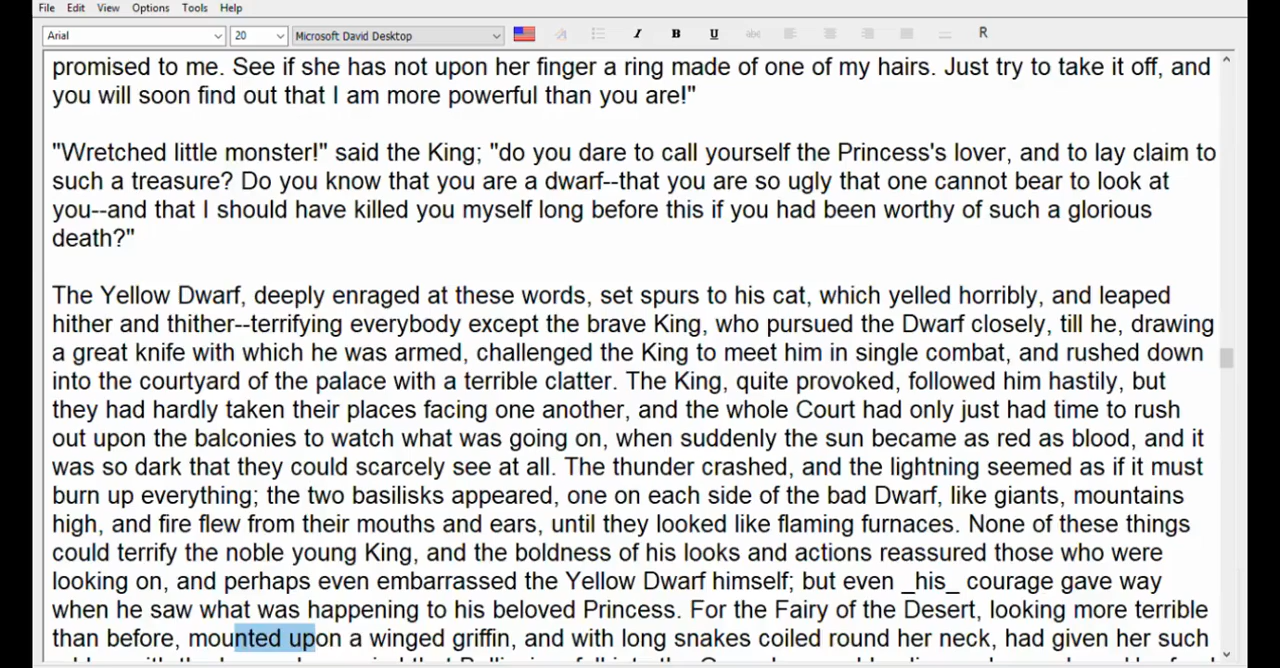 File Edit View Options Tools Help
Arial 20 Microsoft David Desktop I B U abc R
promised to me. See if she has not upon her finger a ring made of one of my hairs. Just try to take it off, and
you will soon find out that I am more powerful than you are!"
"Wretched little monster!" said the King; "do you dare to call yourself the Princess's lover, and to lay claim to
such a treasure? Do you know that you are a dwarf--that you are so ugly that one cannot bear to look at
you--and that I should have killed you myself long before this if you had been worthy of such a glorious
death?"
The Yellow Dwarf, deeply enraged at these words, set spurs to his cat, which yelled horribly, and leaped
hither and thither--terrifying everybody except the brave King, who pursued the Dwarf closely, till he, drawing
a great knife with which he was armed, challenged the King to meet him in single combat, and rushed down
into the courtyard of the palace with a terrible clatter. The King, quite provoked, followed him hastily, but
they had hardly taken their places facing one another, and the whole Court had only just had time to rush
out upon the balconies to watch what was going on, when suddenly the sun became as red as blood, and it
was so dark that they could scarcely see at all. The thunder crashed, and the lightning seemed as if it must
burn up everything; the two basilisks appeared, one on each side of the bad Dwarf, like giants, mountains
high, and fire flew from their mouths and ears, until they looked like flaming furnaces. None of these things
could terrify the noble young King, and the boldness of his looks and actions reassured those who were
looking on, and perhaps even embarrassed the Yellow Dwarf himself; but even _his_ courage gave way
when he saw what was happening to his beloved Princess. For the Fairy of the Desert, looking more terrible
than before, mounted upon a winged griffin, and with long snakes coiled round her neck, had given her such